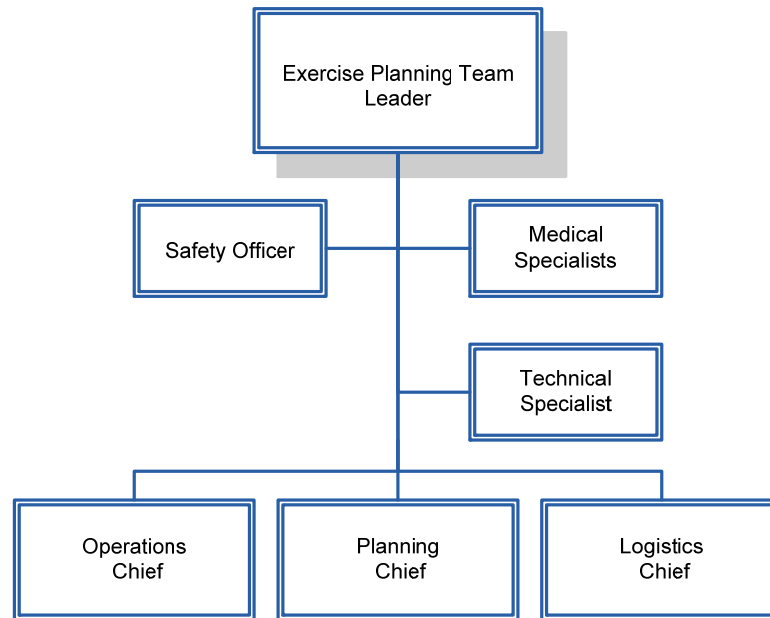 Exercise Planning Team
Leader
Safety Officer
Medical
Specialists
Technical
Specialist
Operations
Chief
Planning
Chief
Logistics
Chief